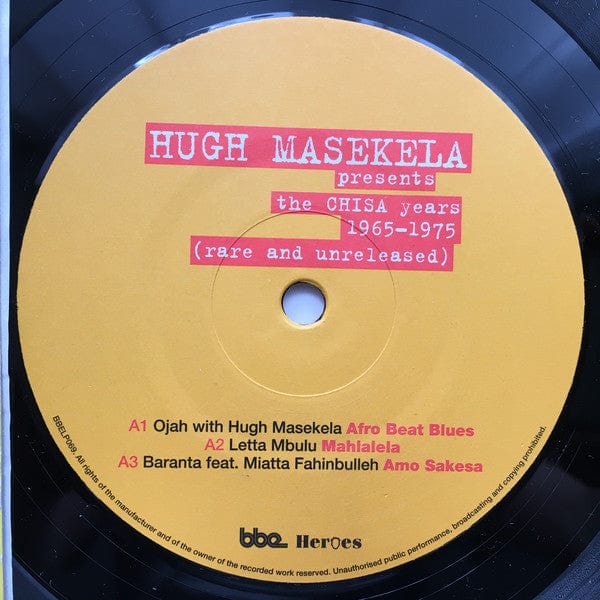 HUGH MASEKELA
presents
the CHISA years
1965-1975
(rare and unreleased)
A1 Ojah with Hugh Masekela Afro Beat Blues
A2 Letta Mbulu Mahlalela
A3 Baranta feat. Miatta Fahinbulleh Amo Sakesa
bbe Heroes
BBELP069. All rights of the manufacturer and of the owner of the recorded work reserved. Unauthorised public performance, broadcasting and copying prohibited.